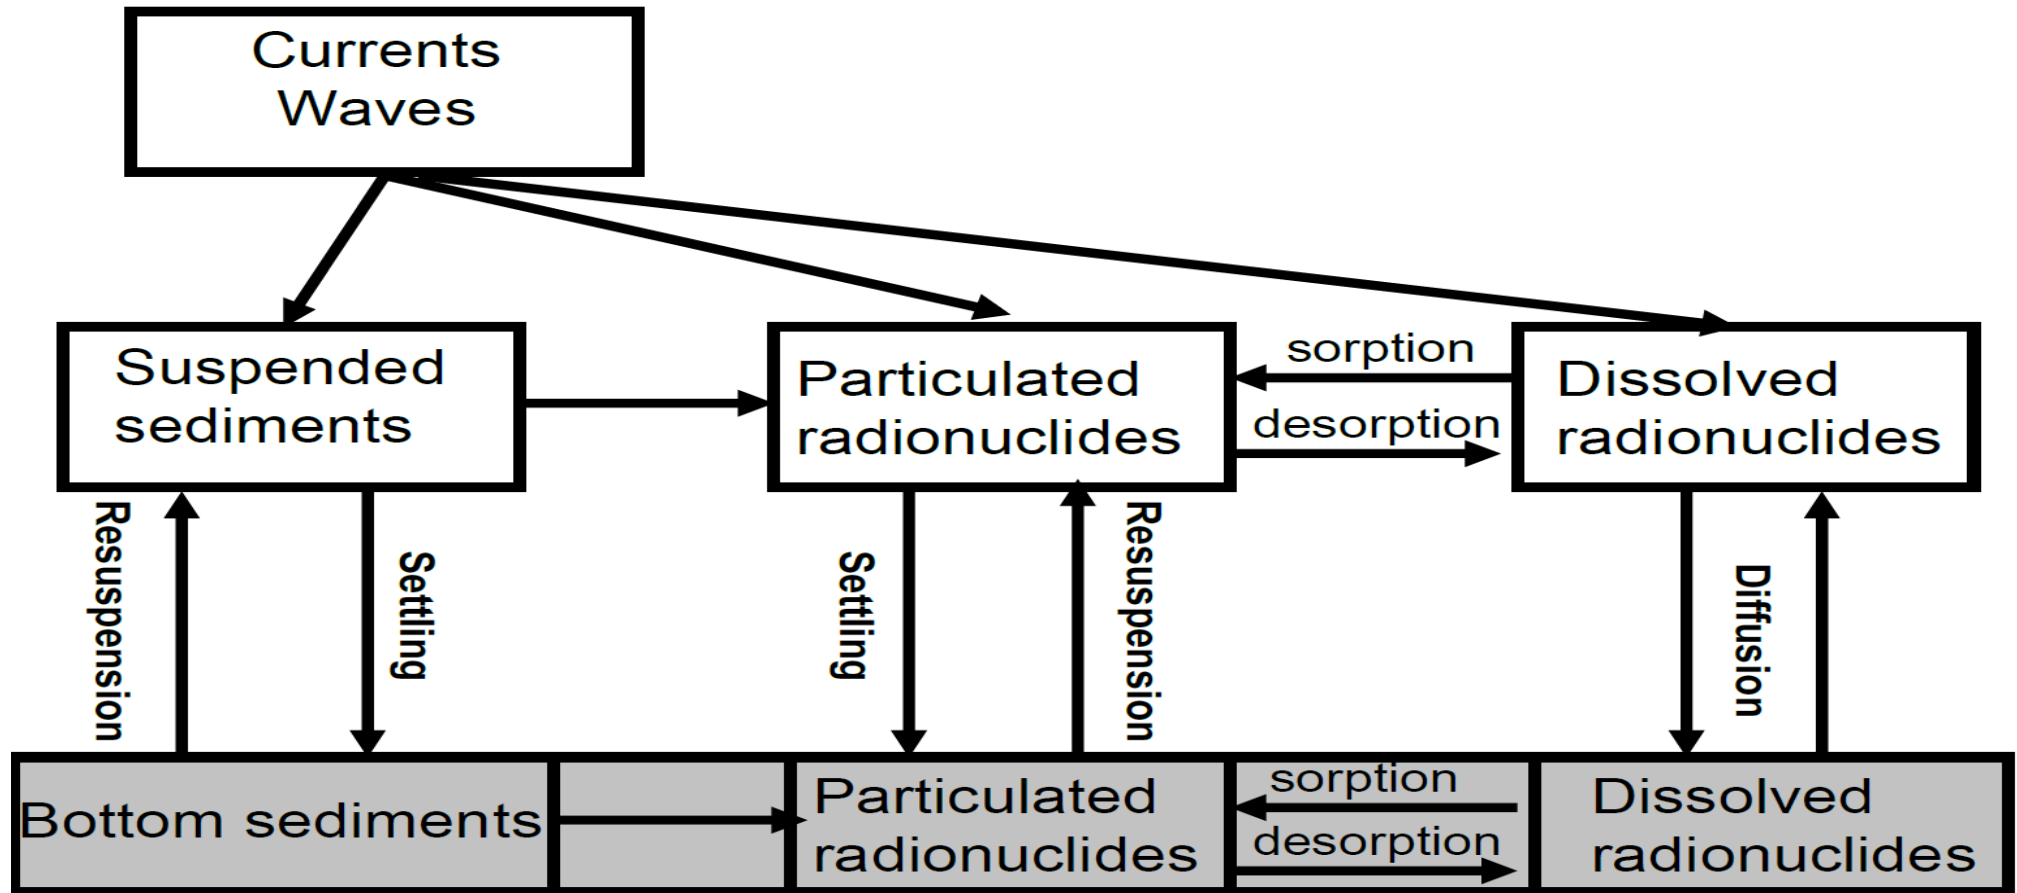 Currents
Waves
Suspended
sediments
Particulated
radionuclides
sorption
desorption
Dissolved
radionuclides
Resuspension
Settling
Settling
Resuspension
Diffusion
Bottom sediments
Particulated
radionuclides
sorption
desorption
Dissolved
radionuclides